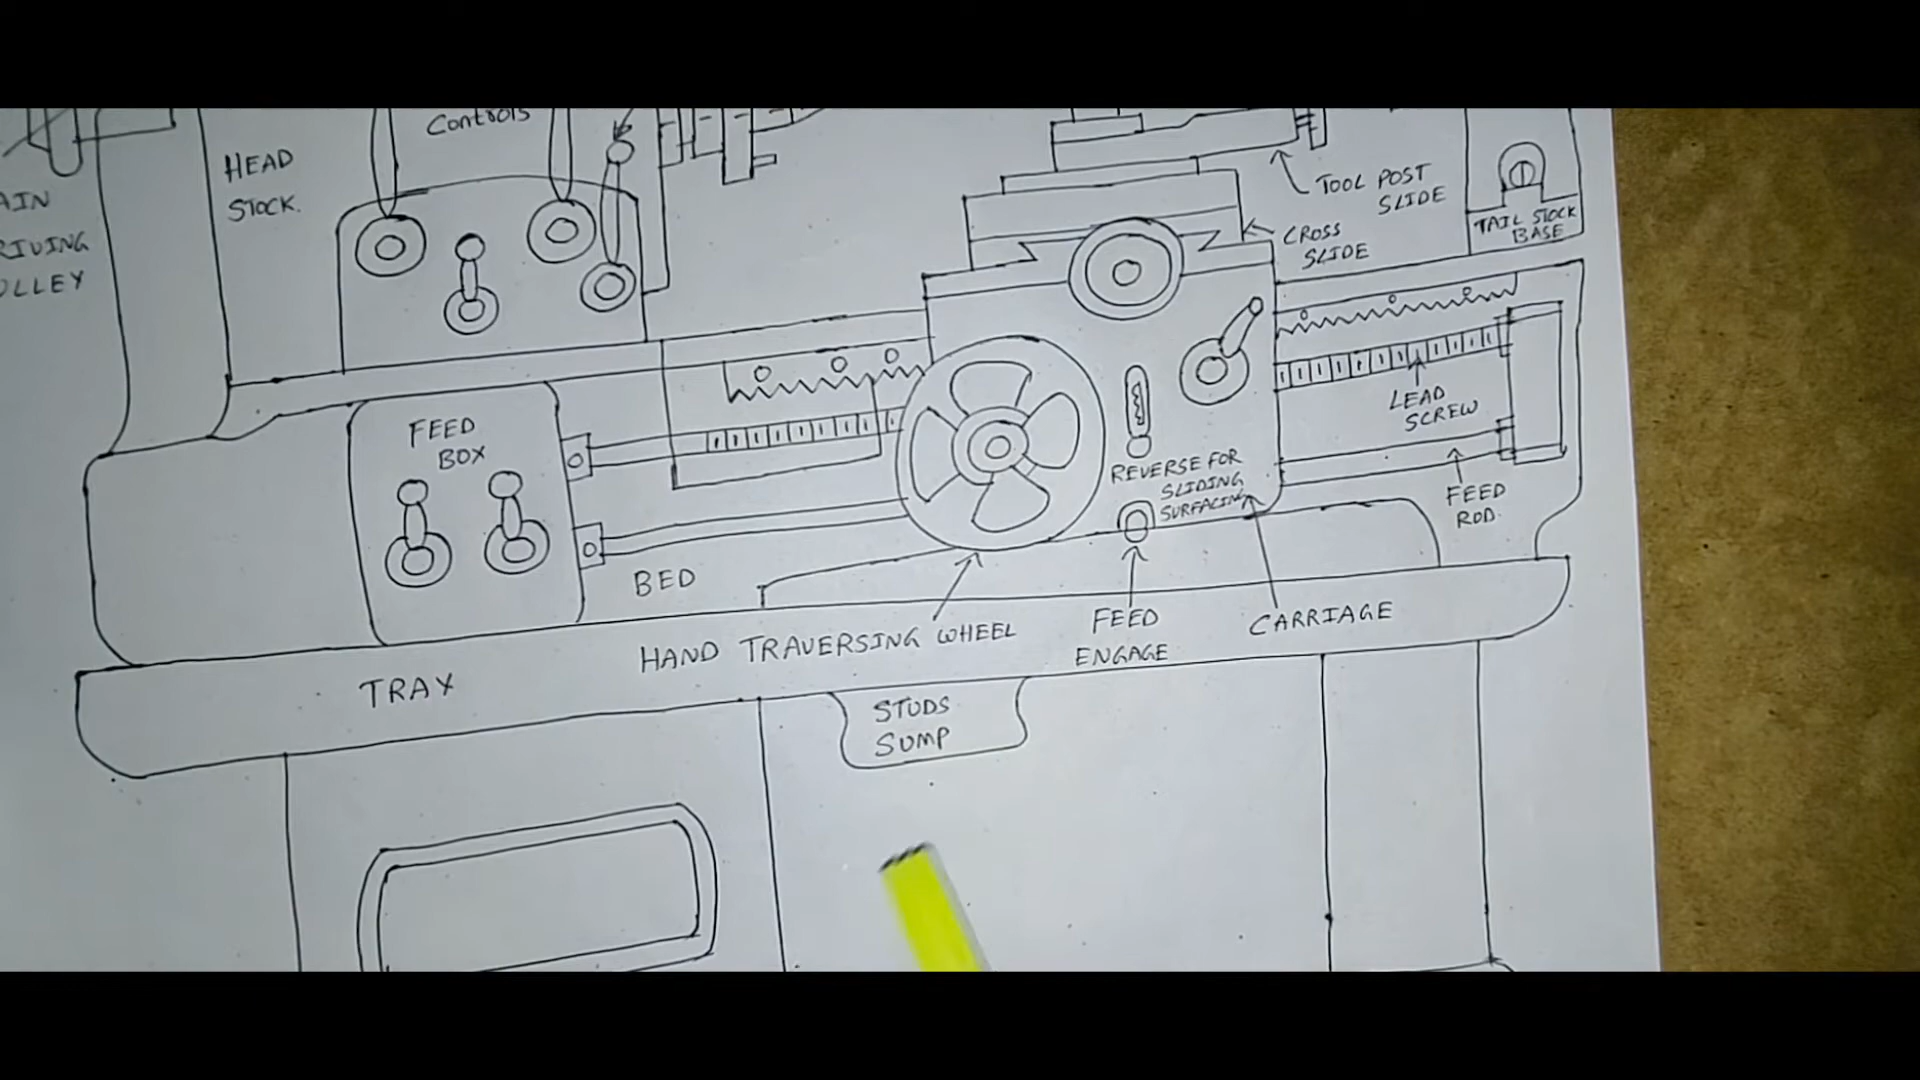 Controls
HEAD
STOCK.
AIN
RIVING
OLLEY
TOOL POST
SLIDE
CROSS
SLIDE
TAIL STOCK
BASE
FEED
BOX
LEAD
SCREW
REVERSE FOR
SLIDING
SURFACING
FEED
ROD.
BED
HAND TRAVERSING WHEEL
FEED
ENGAGE
CARRIAGE
TRAY
STUDS
SUMP